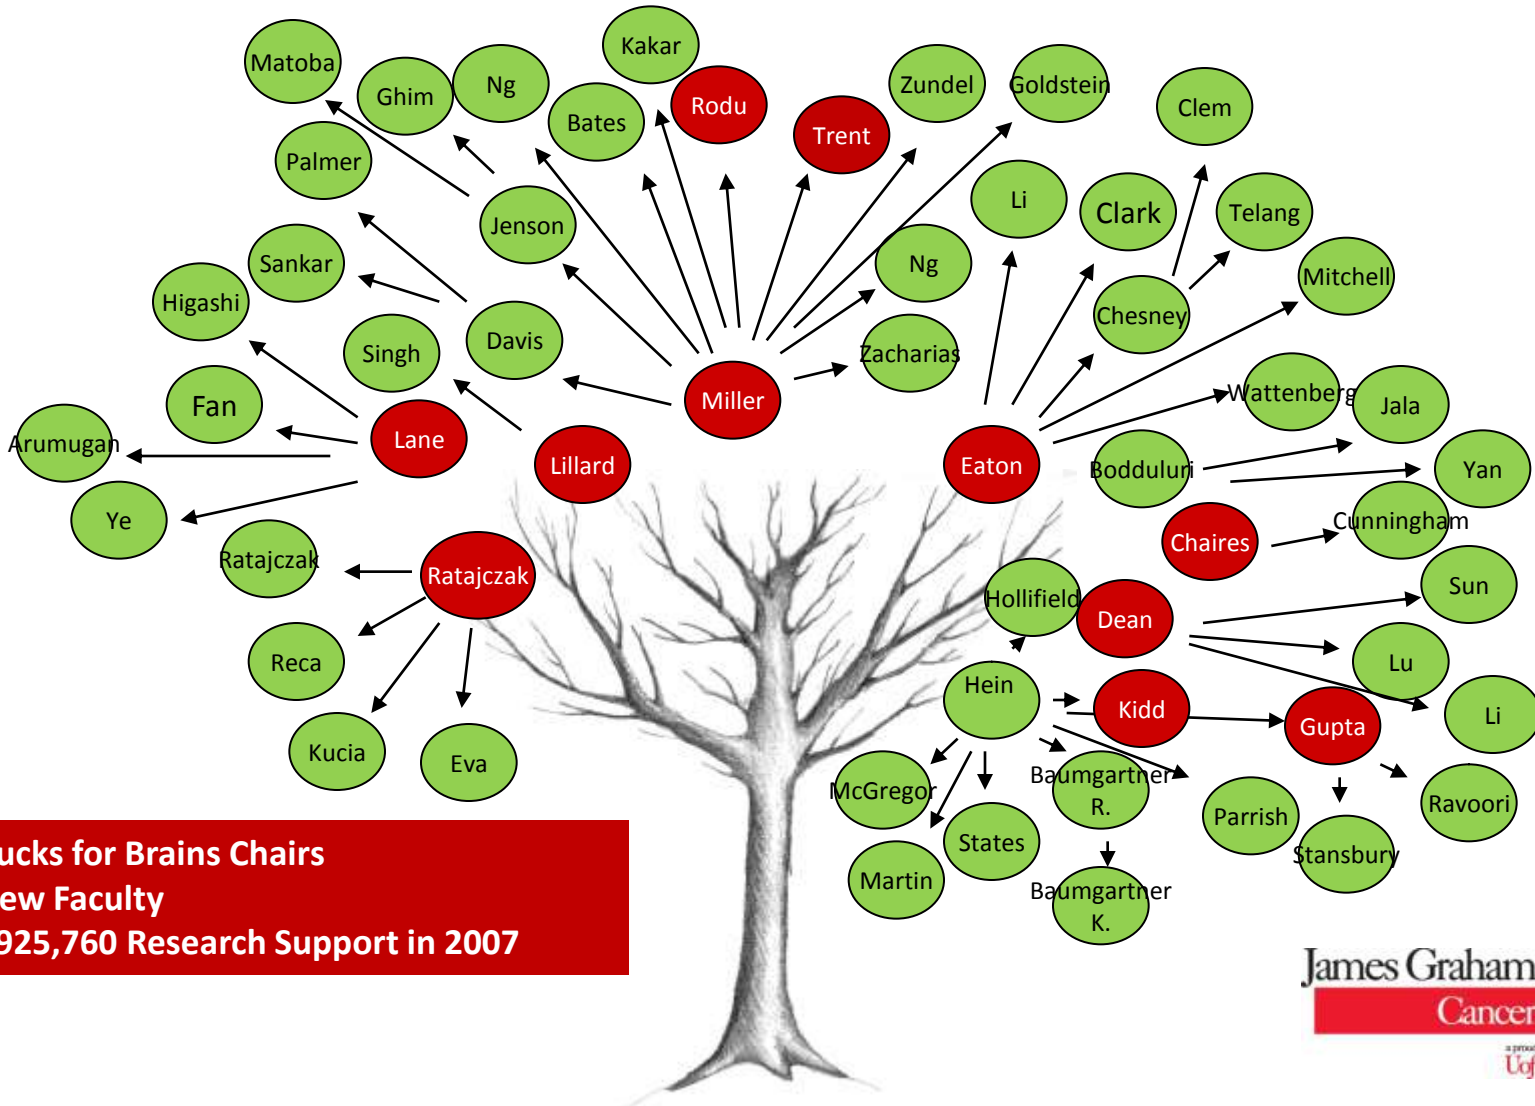 Kakar
Matoba
Ng
Zundel
Goldstein
Ghim
Rodu
Clem
Bates
Trent
Palmer
Li
Clark
Telang
Jenson
Sankar
Ng
Mitchell
Higashi
Chesney
Singh
Davis
Zacharias
Miller
Wattenberg
Jala
Fan
Lane
Arumugan
Lillard
Eaton
Bodduluri
Yan
Ye
Cunningham
Chaires
Ratajczak
Ratajczak
Hollifield
Dean
Sun
Reca
Lu
Hein
Kidd
Gupta
Li
Kucia
Eva
McGregor
Baumgartner
R.
Parrish
Ravoori
States
Stansbury
Martin
Baumgartner
K.
ucks for Brains Chairs
ew Faculty
925,760 Research Support in 2007
James Graham
Cancer
Uof